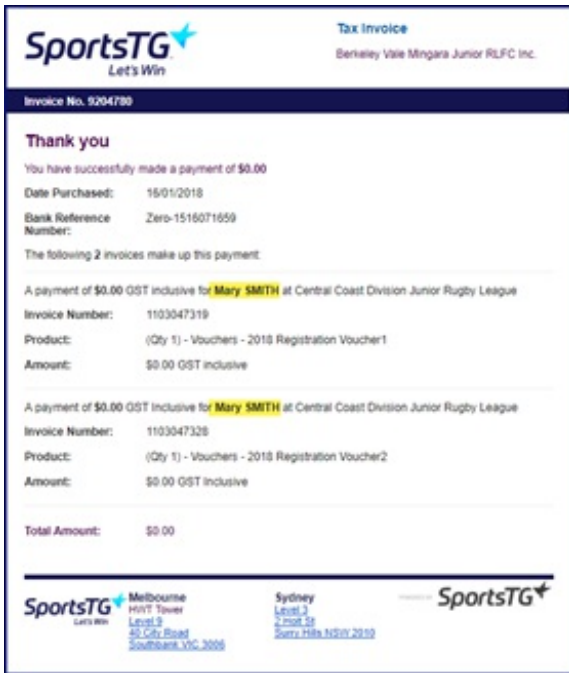 SportsTG
Let's Win
Tax Invoice
Berkeley Vale Mingara Junior RLFC Inc.
Invoice No. 9204780
Thank you
You have successfully made a payment of $0.00
Date Purchased: 16/01/2018
Bank Reference Number: Zero-1516071659
The following 2 invoices make up this payment.
A payment of $0.00 GST inclusive for Mary SMITH at Central Coast Division Junior Rugby League
Invoice Number: 1103047319
Product: (Qty 1) - Vouchers - 2018 Registration Voucher1
Amount: $0.00 GST inclusive
A payment of $0.00 GST Inclusive for Mary SMITH at Central Coast Division Junior Rugby League
Invoice Number: 1103047328
Product: (Qty 1) - Vouchers - 2018 Registration Voucher2
Amount: $0.00 GST Inclusive
Total Amount: $0.00
SportsTG
Let's Win
Melbourne
HWT Tower
Level 9
40 City Road
Southbank VIC 3006
Sydney
Level 3
2 Holt St
Surry Hills NSW 2010
SportsTG